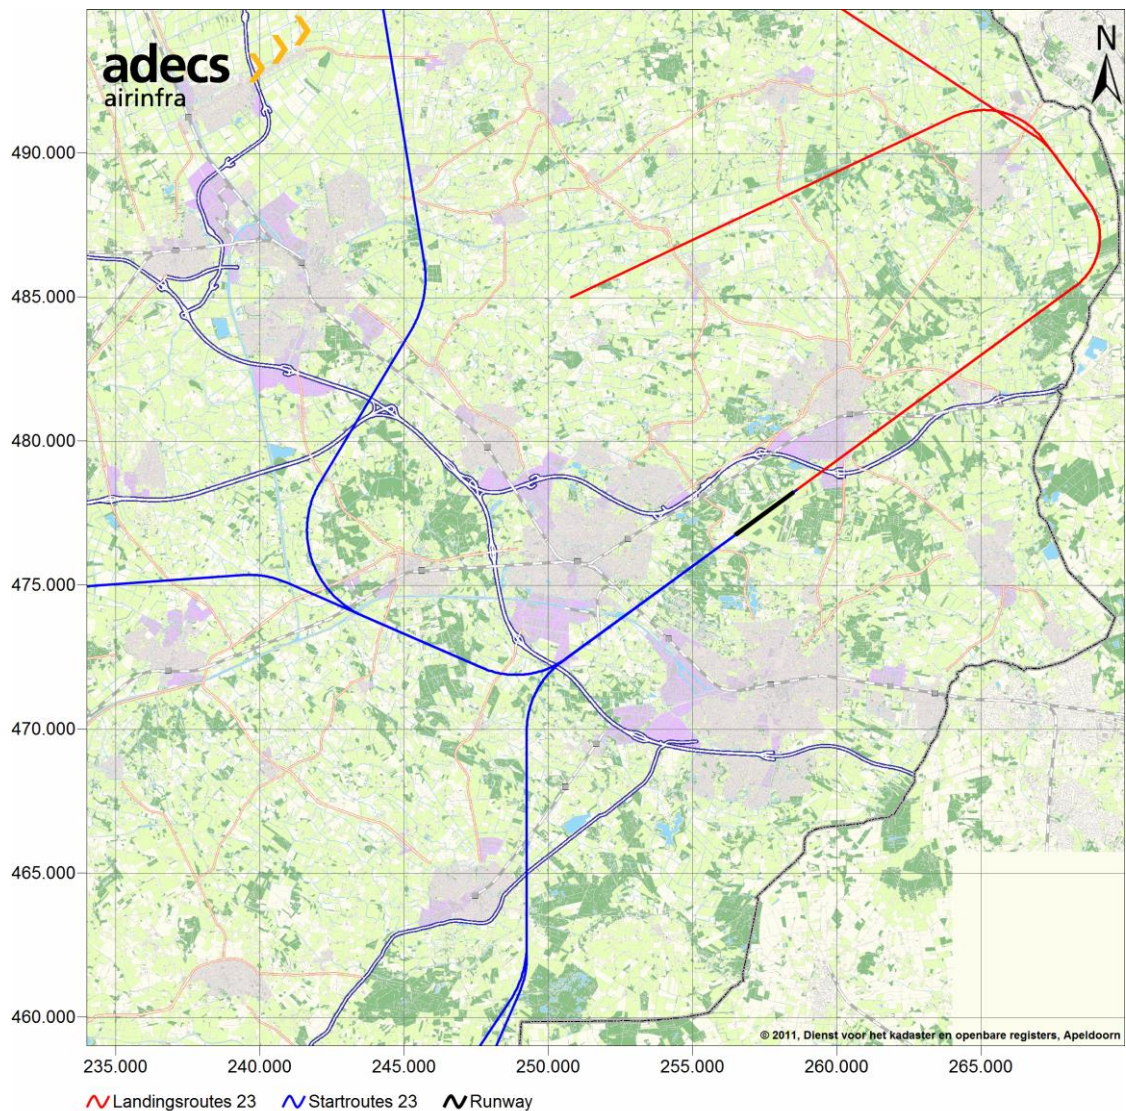 adecs
airinfra
N
490.000
485.000
480.000
475.000
470.000
465.000
460.000
© 2011, Dienst voor het kadaster en openbare registers, Apeldoorn
235.000 240.000 245.000 250.000 255.000 260.000 265.000
Landingsroutes 23 Startroutes 23 Runway